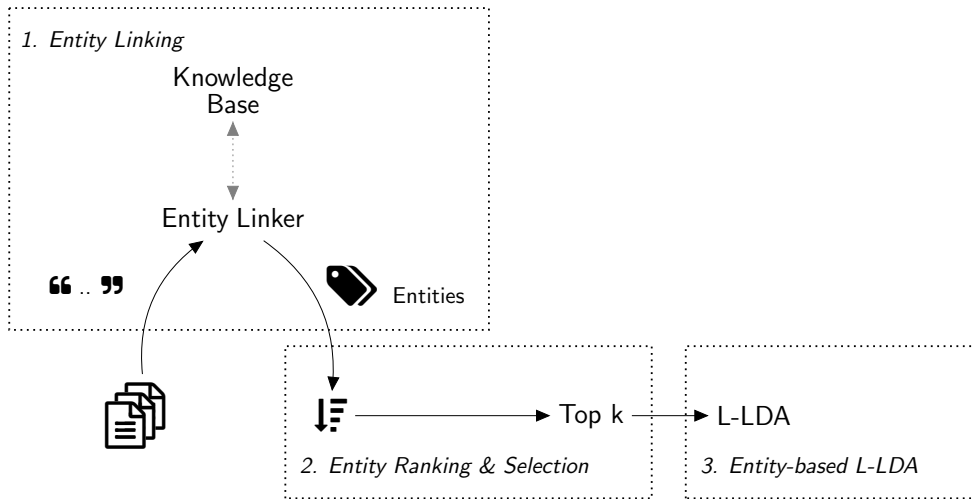 1. Entity Linking
Knowledge
Base
Entity Linker
“ .. ”
Entities
Top k
L-LDA
2. Entity Ranking & Selection
3. Entity-based L-LDA